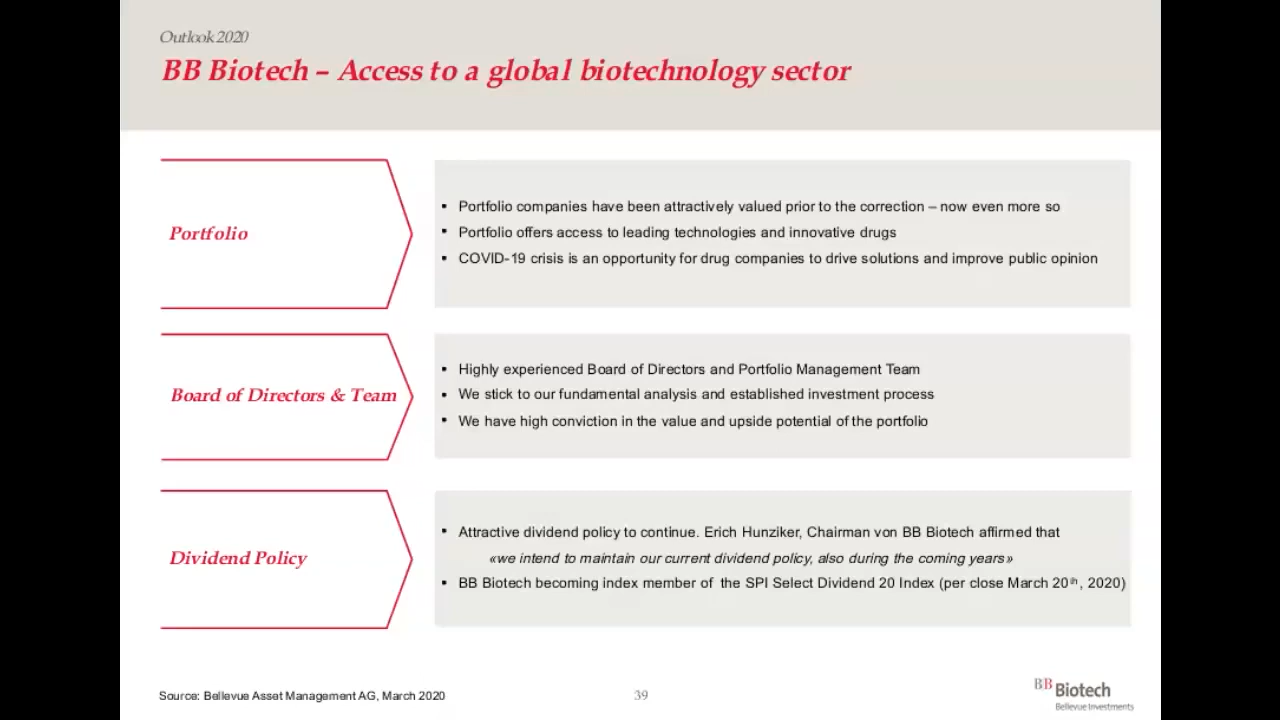 Outlook 2020
BB Biotech – Access to a global biotechnology sector
Portfolio
▪ Portfolio companies have been attractively valued prior to the correction – now even more so
▪ Portfolio offers access to leading technologies and innovative drugs
▪ COVID-19 crisis is an opportunity for drug companies to drive solutions and improve public opinion
Board of Directors & Team
▪ Highly experienced Board of Directors and Portfolio Management Team
▪ We stick to our fundamental analysis and established investment process
▪ We have high conviction in the value and upside potential of the portfolio
Dividend Policy
▪ Attractive dividend policy to continue. Erich Hunziker, Chairman von BB Biotech affirmed that
«we intend to maintain our current dividend policy, also during the coming years»
▪ BB Biotech becoming index member of the SPI Select Dividend 20 Index (per close March 20th, 2020)
Source: Bellevue Asset Management AG, March 2020
39
BB Biotech
Bellevue Investments